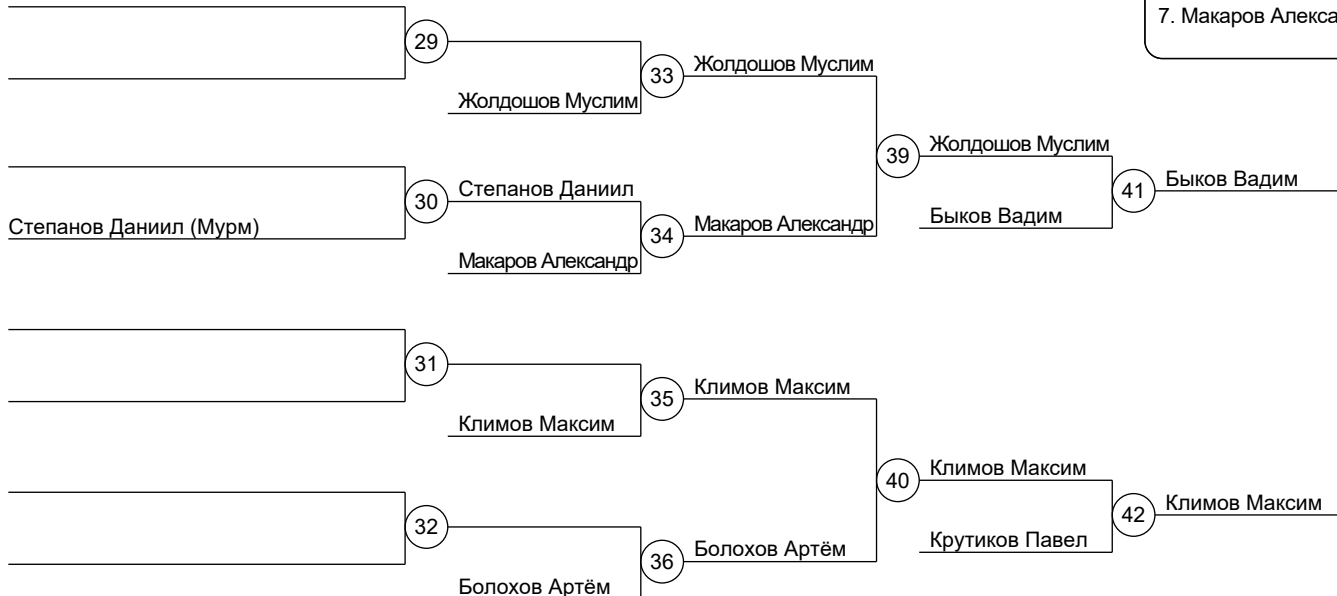 7. Макаров Алекса
29
33
Жолдошов Муслим
Жолдошов Муслим
39
Жолдошов Муслим
41
Быков Вадим
30
Степанов Даниил
Степанов Даниил (Мурм)
34
Макаров Александр
Быков Вадим
Макаров Александр
31
35
Климов Максим
Климов Максим
40
Климов Максим
42
Климов Максим
32
36
Болохов Артём
Крутиков Павел
Болохов Артём